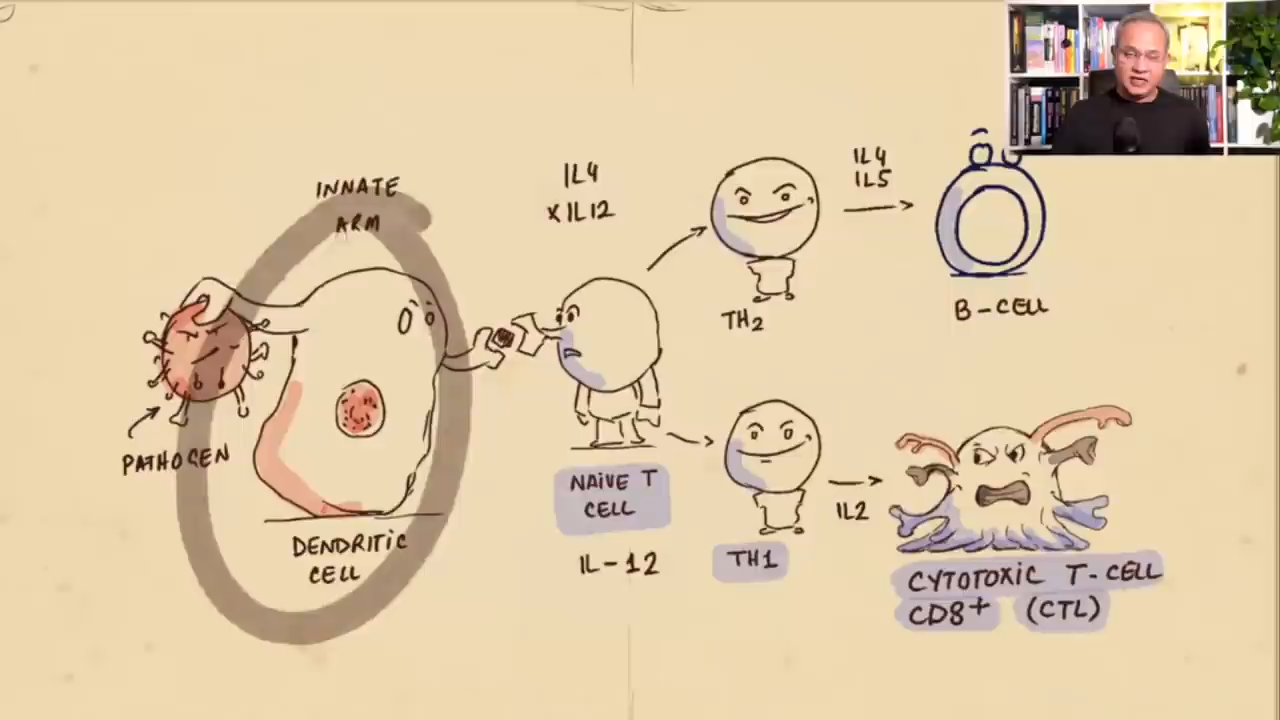 INNATE
ARM
PATHOGEN
DENDRITIC
CELL
IL4
X IL12
NAIVE T
CELL
IL-12
TH2
IL4
IL5
B-CELL
TH1
IL2
CYTOTOXIC T-CELL
CD8+ (CTL)